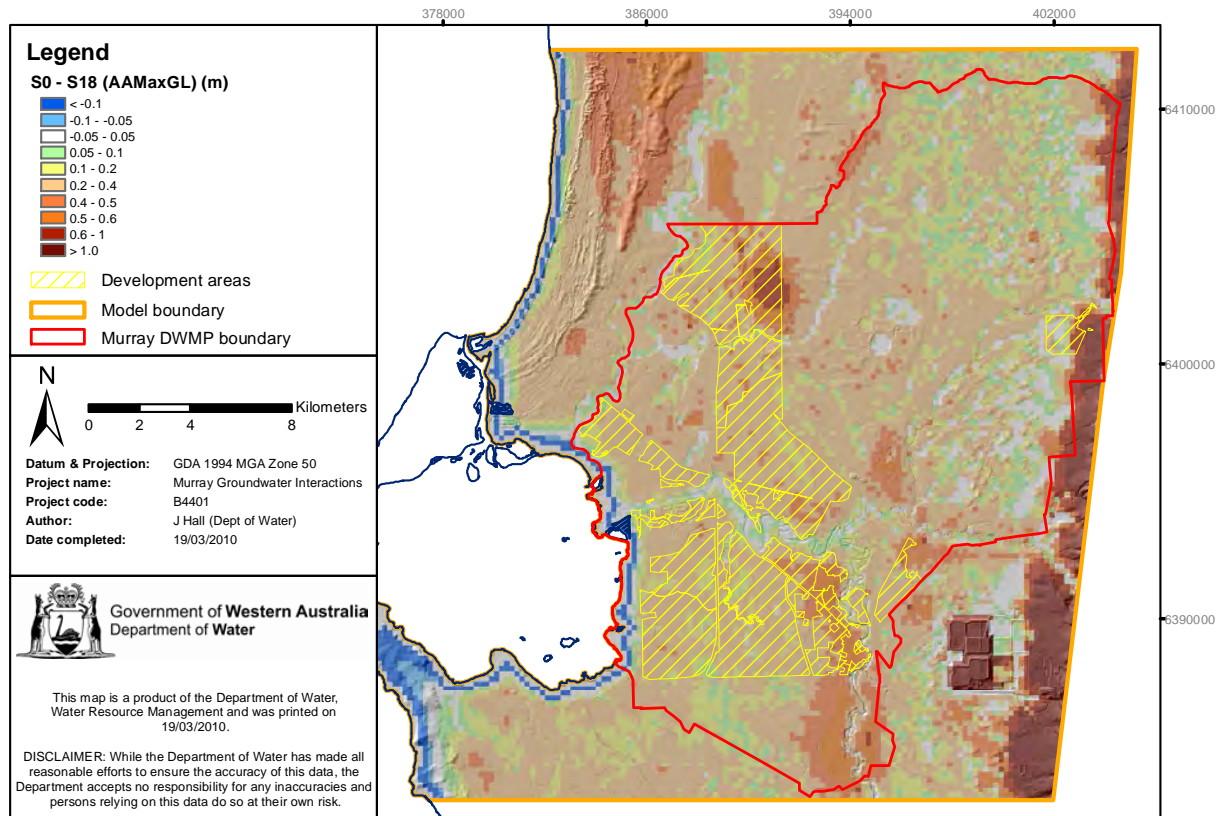 378000
386000
394000
402000
Legend
S0 - S18 (AAMaxGL) (m)
< -0.1
-0.1 - -0.05
-0.05 - 0.05
0.05 - 0.1
0.1 - 0.2
0.2 - 0.4
0.4 - 0.5
0.5 - 0.6
0.6 - 1
> 1.0
Development areas
Model boundary
Murray DWMP boundary
6410000
6400000
6390000
N
Kilometers
0 2 4 8
Datum & Projection: GDA 1994 MGA Zone 50
Project name: Murray Groundwater Interactions
Project code: B4401
Author: J Hall (Dept of Water)
Date completed: 19/03/2010
Government of Western Australia
Department of Water
This map is a product of the Department of Water,
Water Resource Management and was printed on
19/03/2010.
DISCLAIMER: While the Department of Water has made all
reasonable efforts to ensure the accuracy of this data, the
Department accepts no responsibility for any inaccuracies and
persons relying on this data do so at their own risk.